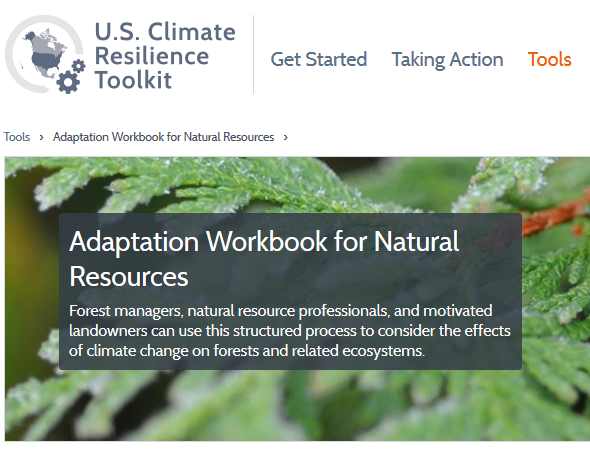 U.S. Climate
Resilience
Toolkit
Get Started Taking Action Tools
Tools › Adaptation Workbook for Natural Resources ›
Adaptation Workbook for Natural
Resources
Forest managers, natural resource professionals, and motivated
landowners can use this structured process to consider the effects
of climate change on forests and related ecosystems.